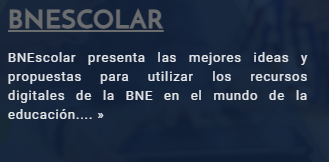 BNESCOLAR
BNEscolar presenta las mejores ideas y
propuestas para utilizar los recursos
digitales de la BNE en el mundo de la
educación.... »